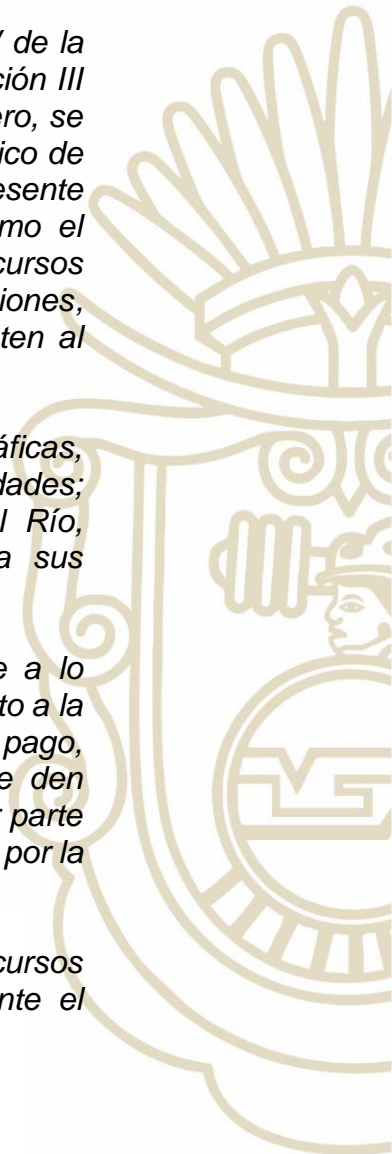 de la
ción III
ero, se
ico de
esente
mo el
cursos
iones,
ten al
áficas,
dades;
l Río,
a sus
e a lo
to a la
pago,
e den
r parte
por la
cursos
nte el